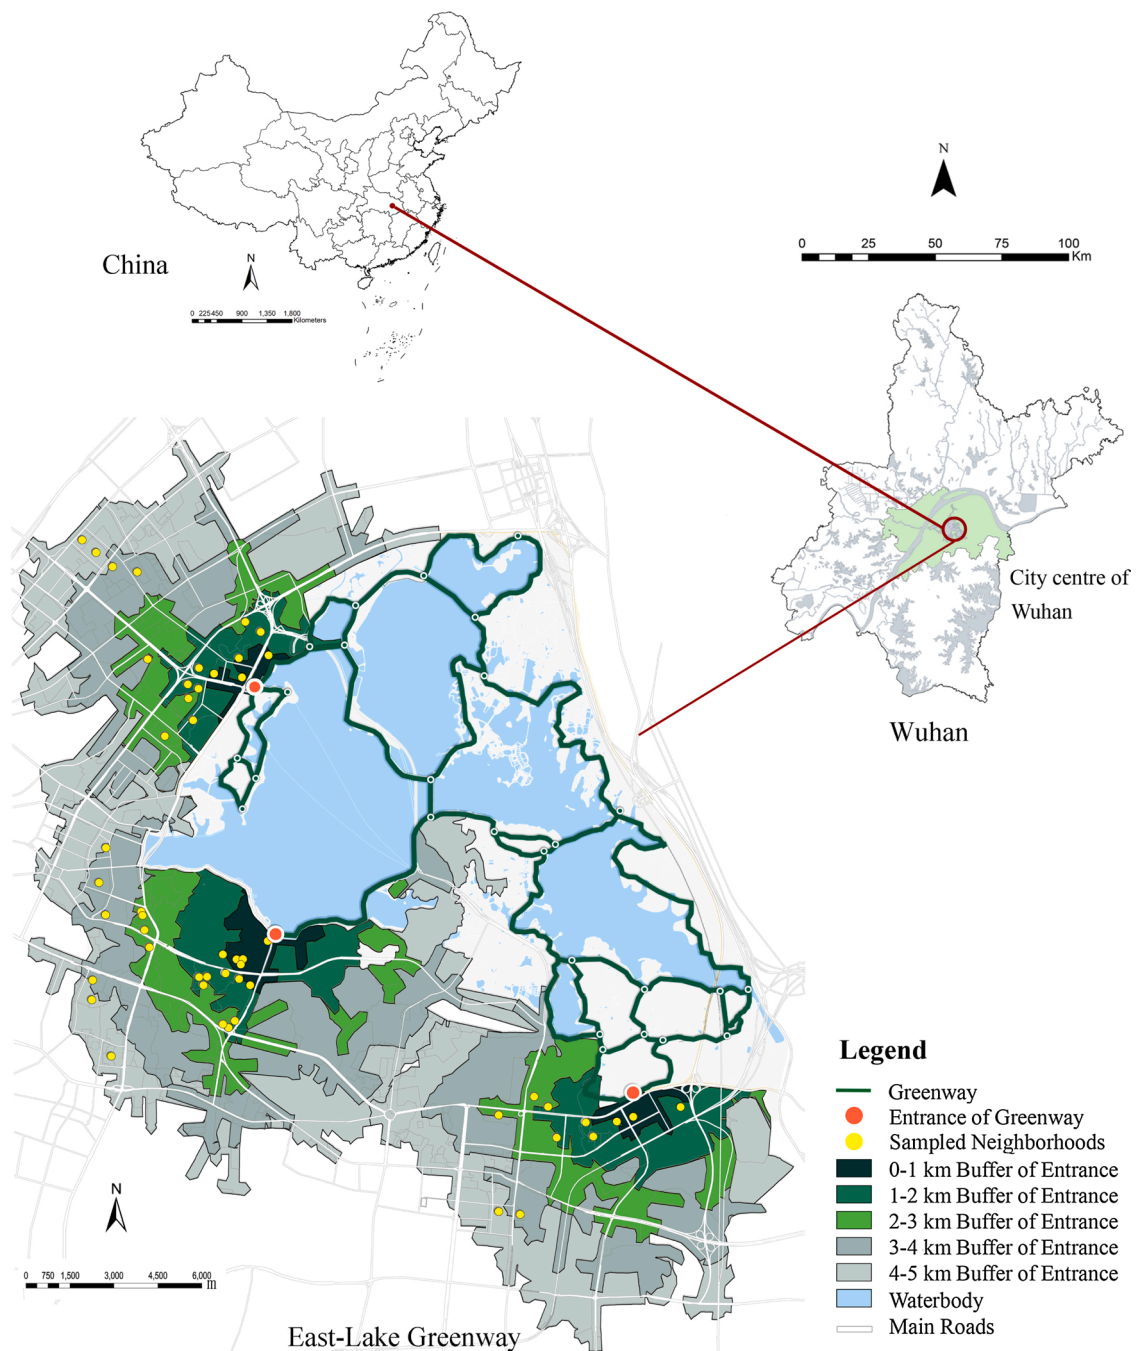 N
0 25 50 75 100
Km
China
N
0 225 450 900 1,350 1,800
Kilometers
City centre of
Wuhan
Wuhan
Legend
Greenway
Entrance of Greenway
Sampled Neighborhoods
0-1 km Buffer of Entrance
1-2 km Buffer of Entrance
2-3 km Buffer of Entrance
3-4 km Buffer of Entrance
4-5 km Buffer of Entrance
Waterbody
Main Roads
N
0 750 1,500 3,000 4,500 6,000
m
East-Lake Greenway